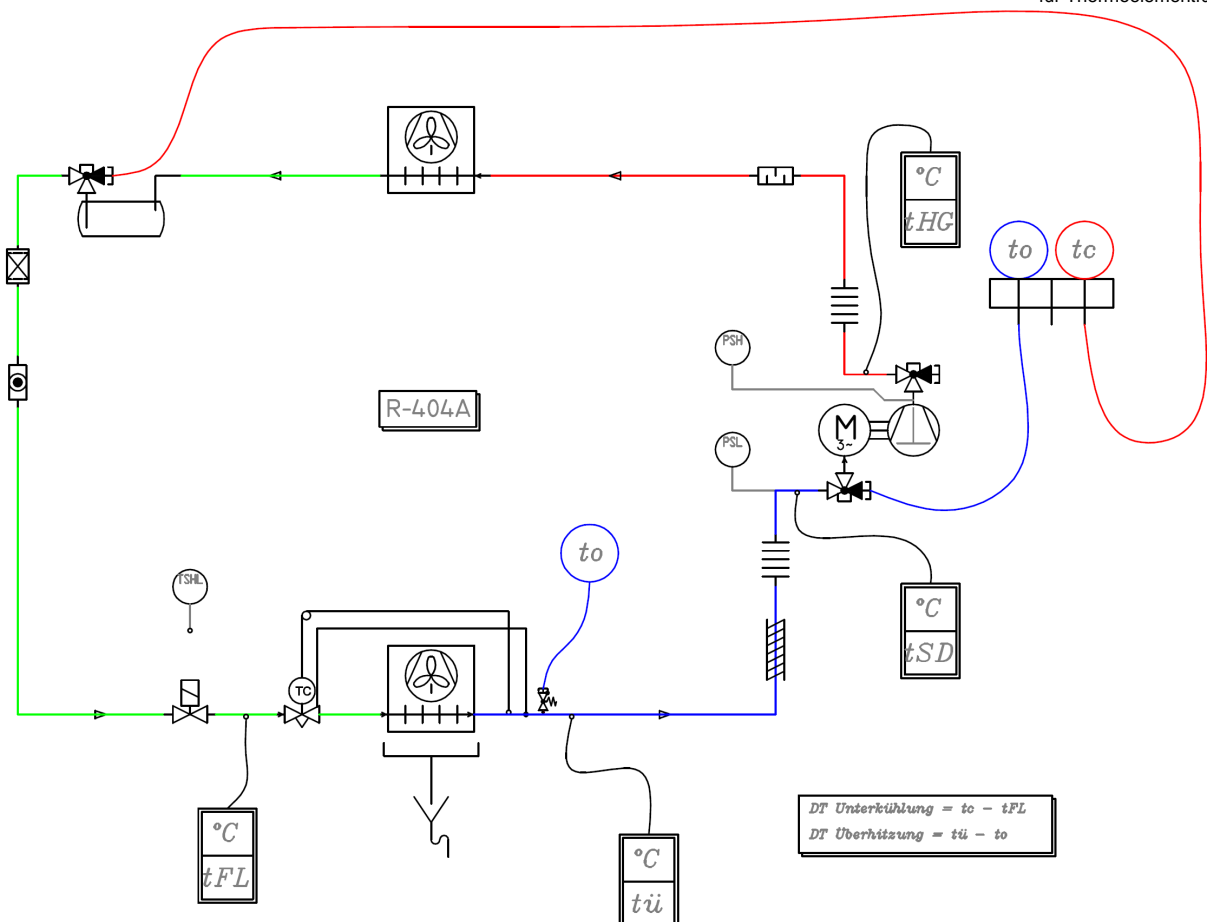 °C
tHG
to
tc
PSH
R-404A
M
3~
PSL
to
TSHL
°C
tSD
TC
DT Unterkühlung = tc - tFL
DT Überhitzung = tü - to
°C
tFL
°C
tü